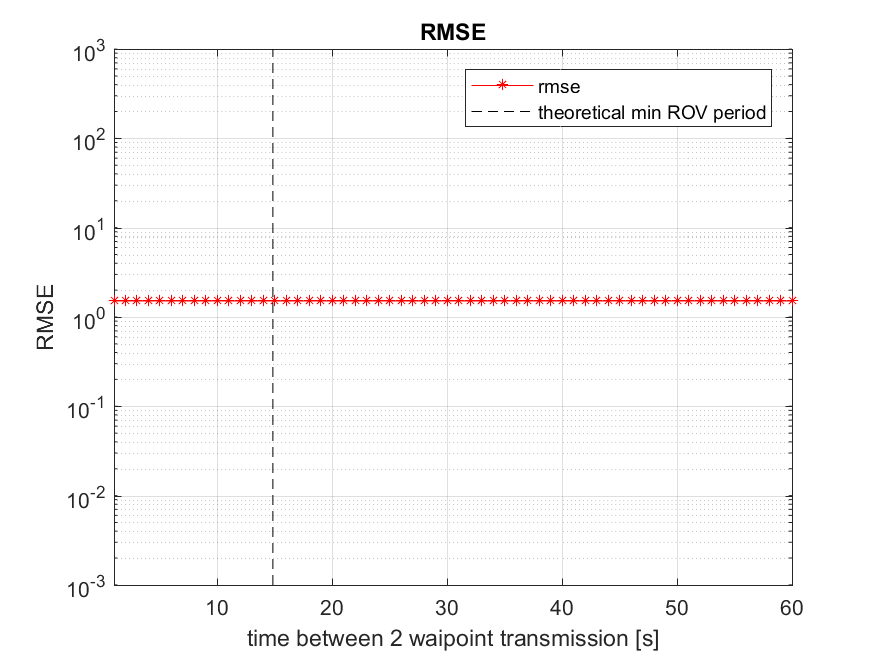 RMSE
rmse
theoretical min ROV period
10^3
10^2
10^1
10^0
10^-1
10^-2
10^-3
RMSE
10 20 30 40 50 60
time between 2 waipoint transmission [s]